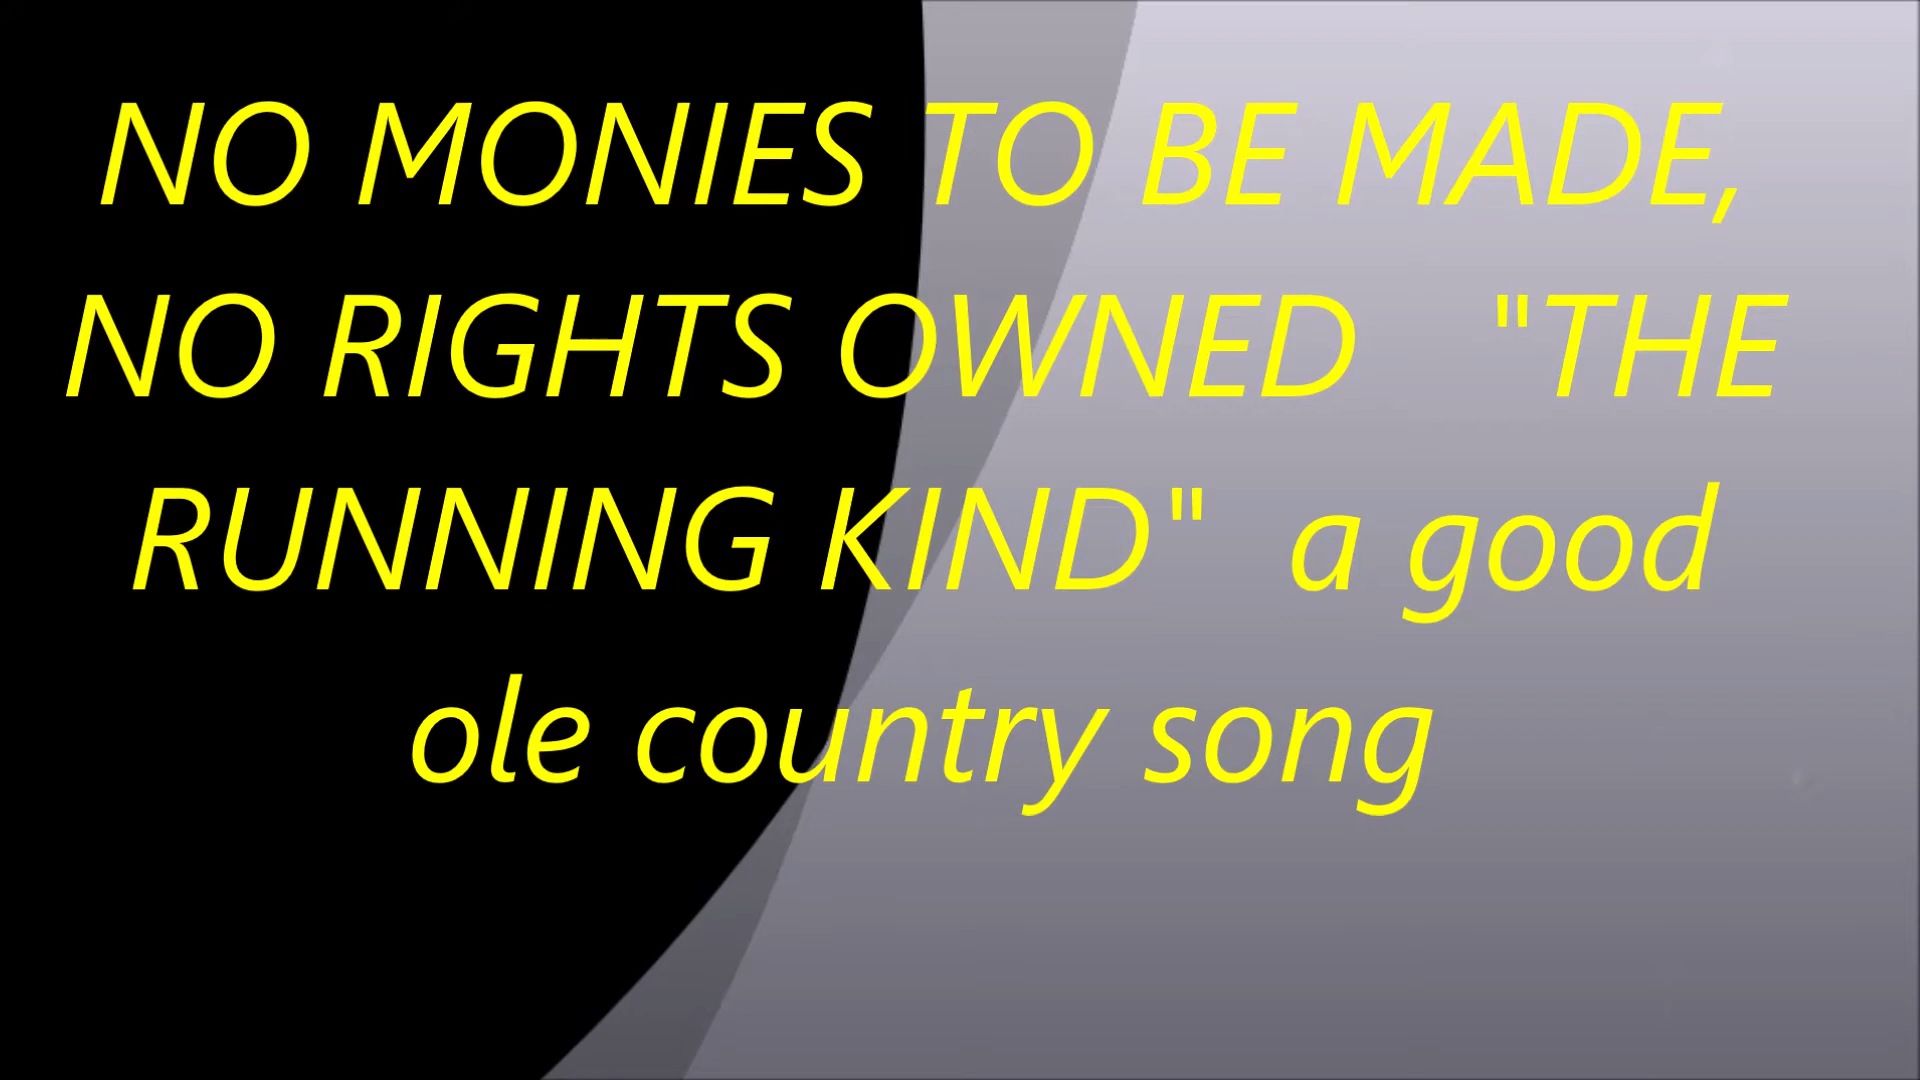 NO MONIES TO BE MADE,
NO RIGHTS OWNED "THE
RUNNING KIND" a good
ole country song